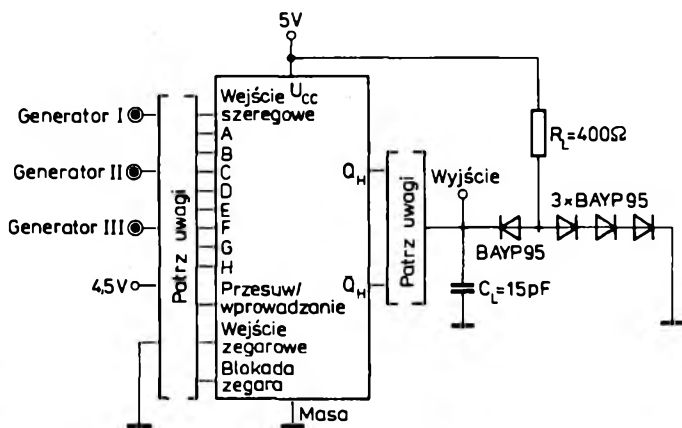 5V
Wejście U_CC
szeregowe
A
B
C
D
E
F
G
H
Przesuw/
wprowadzanie
Wejście
zegarowe
Blokada
zegara
Generator I
Generator II
Generator III
4,5V
Patrz uwagi
Q_H
Q̅_H
Patrz uwagi
Masa
Wyjście
R_L=400Ω
3×BAYP95
BAYP95
C_L=15pF